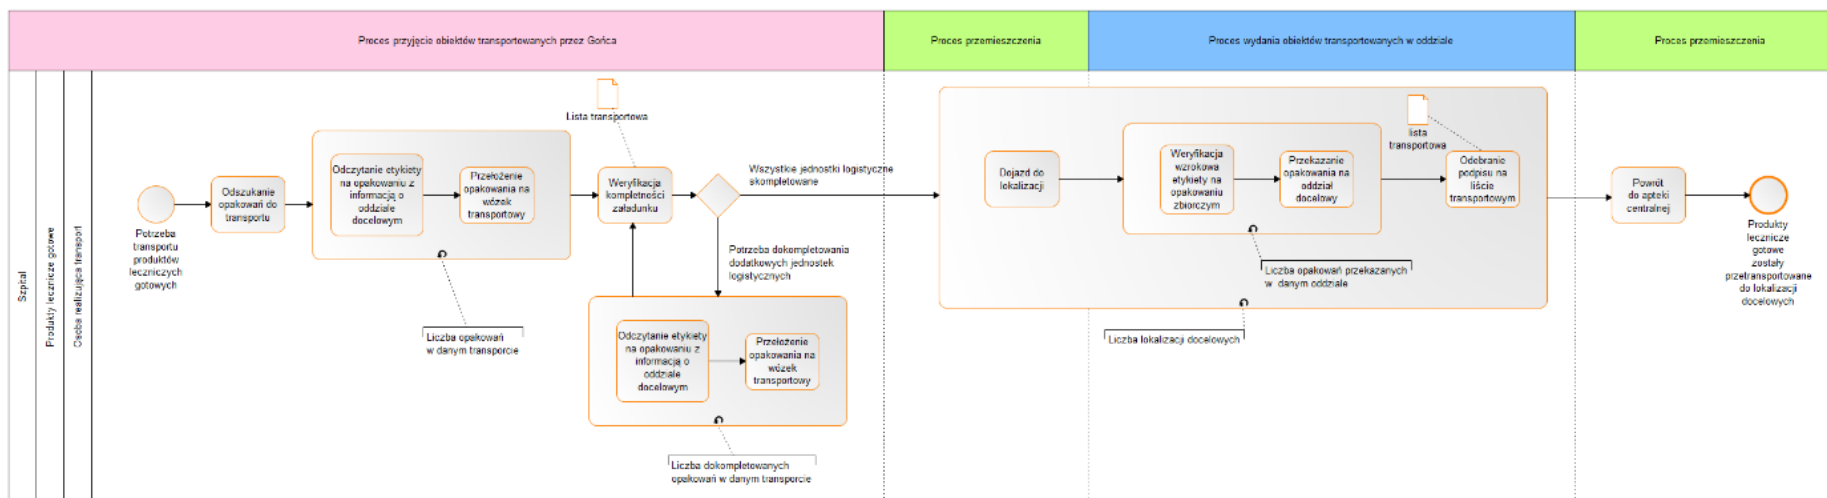 Proces przyjęcie obiektów transportowanych przez Gońca
Proces przemieszczenia
Proces wydania obiektów transportowanych w oddziale
Proces przemieszczenia
Szpital
Produkty lecznicze gotowe
Osoba realizująca transport
Potrzeba
transportu
produktów
leczniczych
gotowych
Odszukanie
opakowań do
transportu
Odczytanie etykiety
na opakowaniu z
informacją o
oddziale docelowym
Przełożenie
opakowania na
wózek
transportowy
Liczba opakowań
w danym transporcie
Lista transportowa
Weryfikacja
kompletności
załadunku
Wszystkie jednostki logistyczne
skompletowane
Potrzeba dokompletowania
dodatkowych jednostek
logistycznych
Odczytanie etykiety
na opakowaniu z
informacją o
oddziale
docelowym
Przełożenie
opakowania na
wózek
transportowy
Liczba dokompletowanych
opakowań w danym transporcie
Dojazd do
lokalizacji
Weryfikacja
wzrokowa
etykiety na
opakowaniu
zbiorczym
Przekazanie
opakowania na
oddział
docelowy
Liczba opakowań przekazanych
w danym oddziale
lista
transportowa
Odebranie
podpisu na
liście
transportowym
Liczba lokalizacji docelowych
Powrót
do apteki
centralnej
Produkty
lecznicze
gotowe
zostały
przetransportowane
do lokalizacji
docelowych